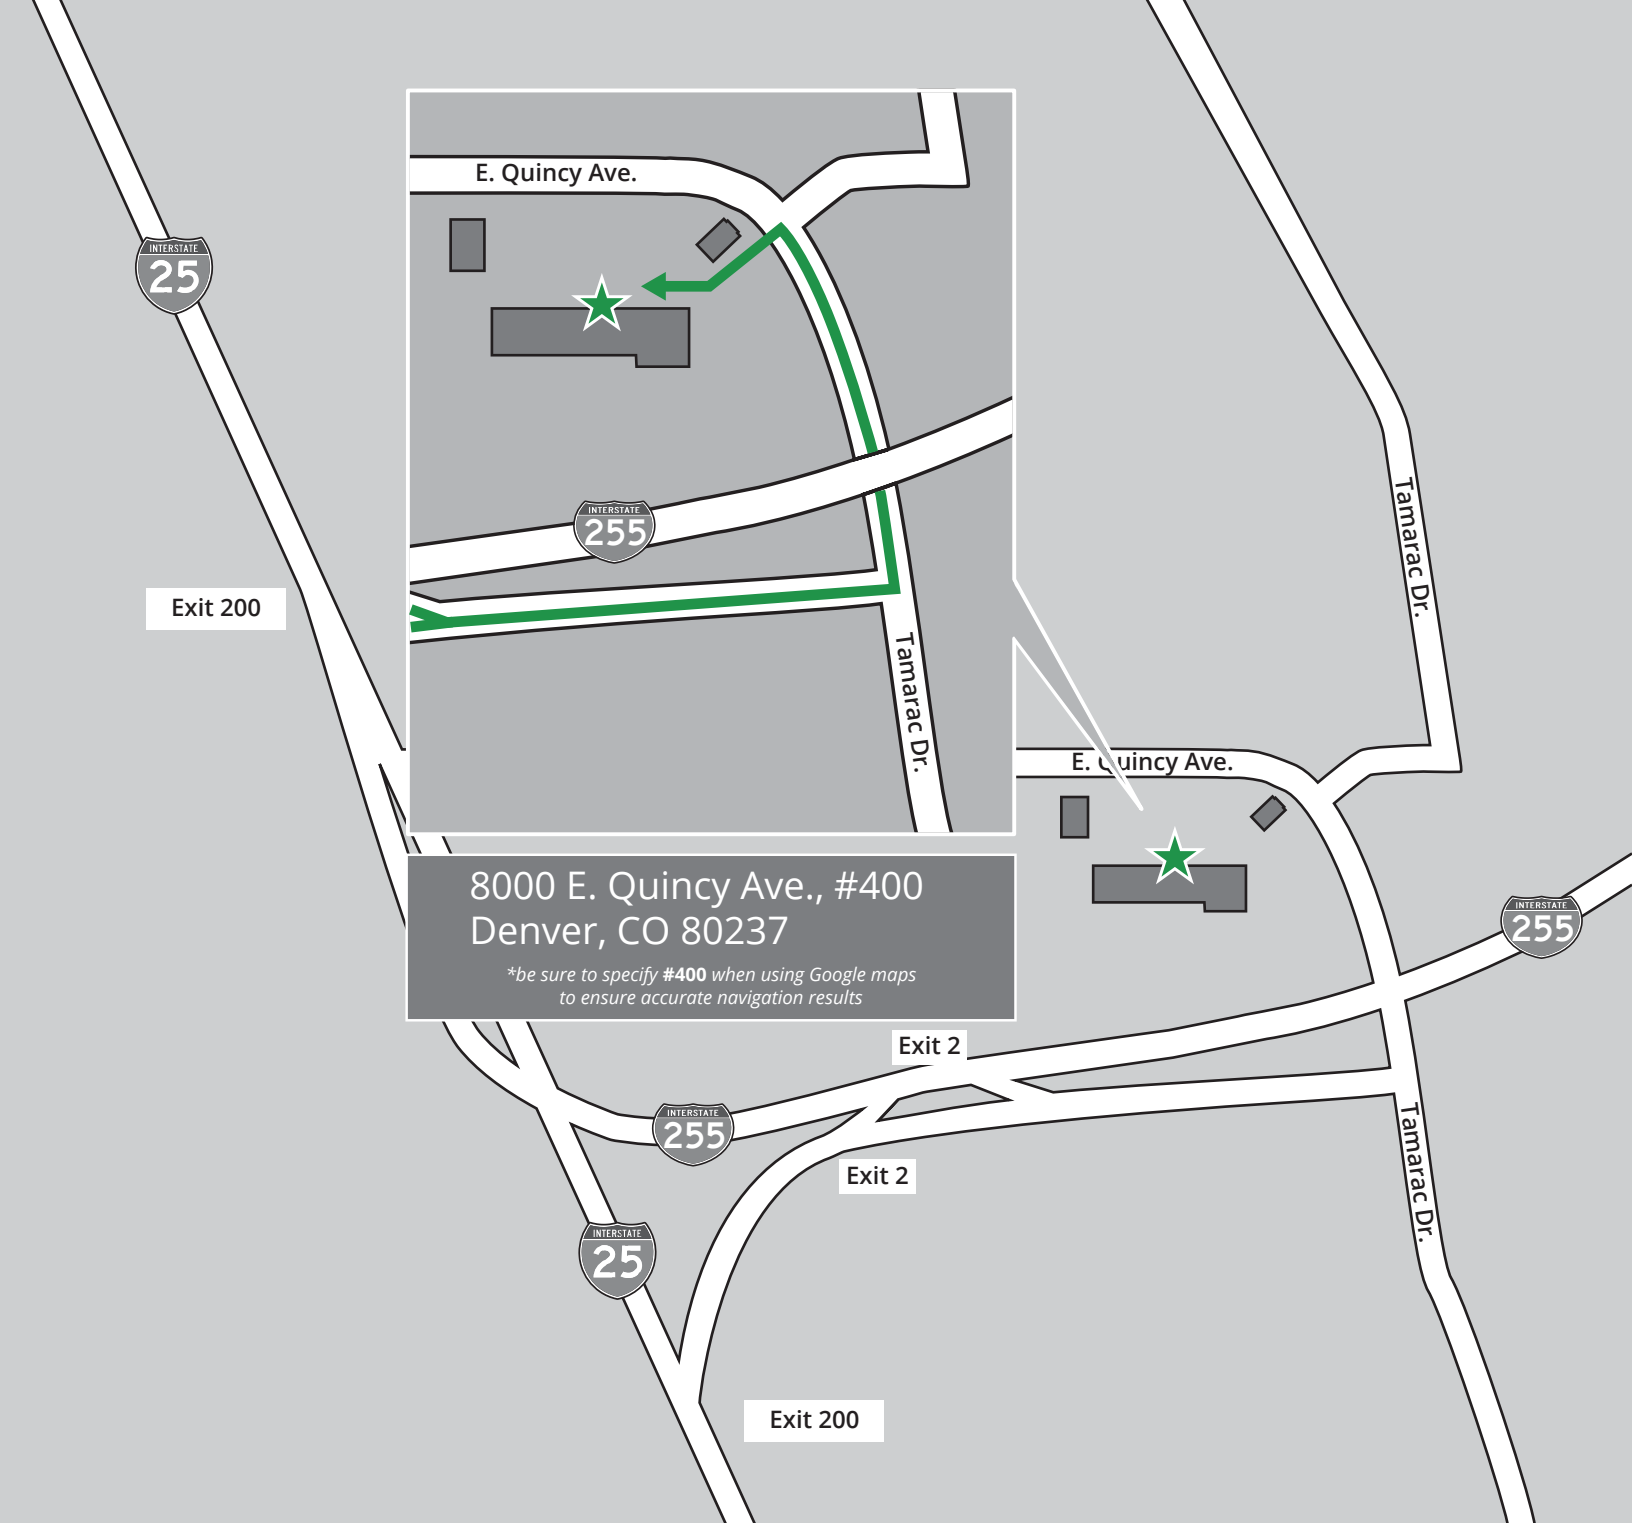 INTERSTATE
25
E. Quincy Ave.
INTERSTATE
255
Tamarac Dr.
Tamarac Dr.
Exit 200
E. Quincy Ave.
8000 E. Quincy Ave., #400
Denver, CO 80237
*be sure to specify #400 when using Google maps
to ensure accurate navigation results
INTERSTATE
255
Exit 2
INTERSTATE
255
Exit 2
Tamarac Dr.
INTERSTATE
25
Exit 200